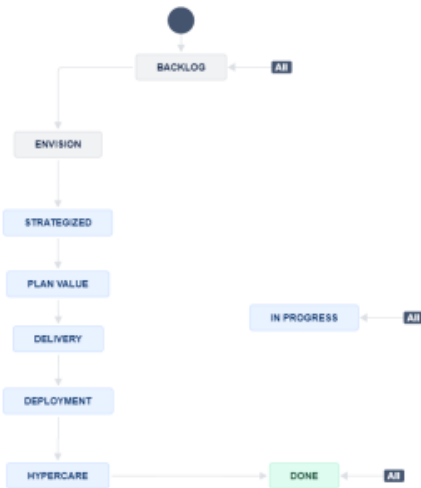 BACKLOG
All
ENVISION
STRATEGIZED
PLAN VALUE
IN PROGRESS
All
DELIVERY
DEPLOYMENT
HYPERCARE
DONE
All